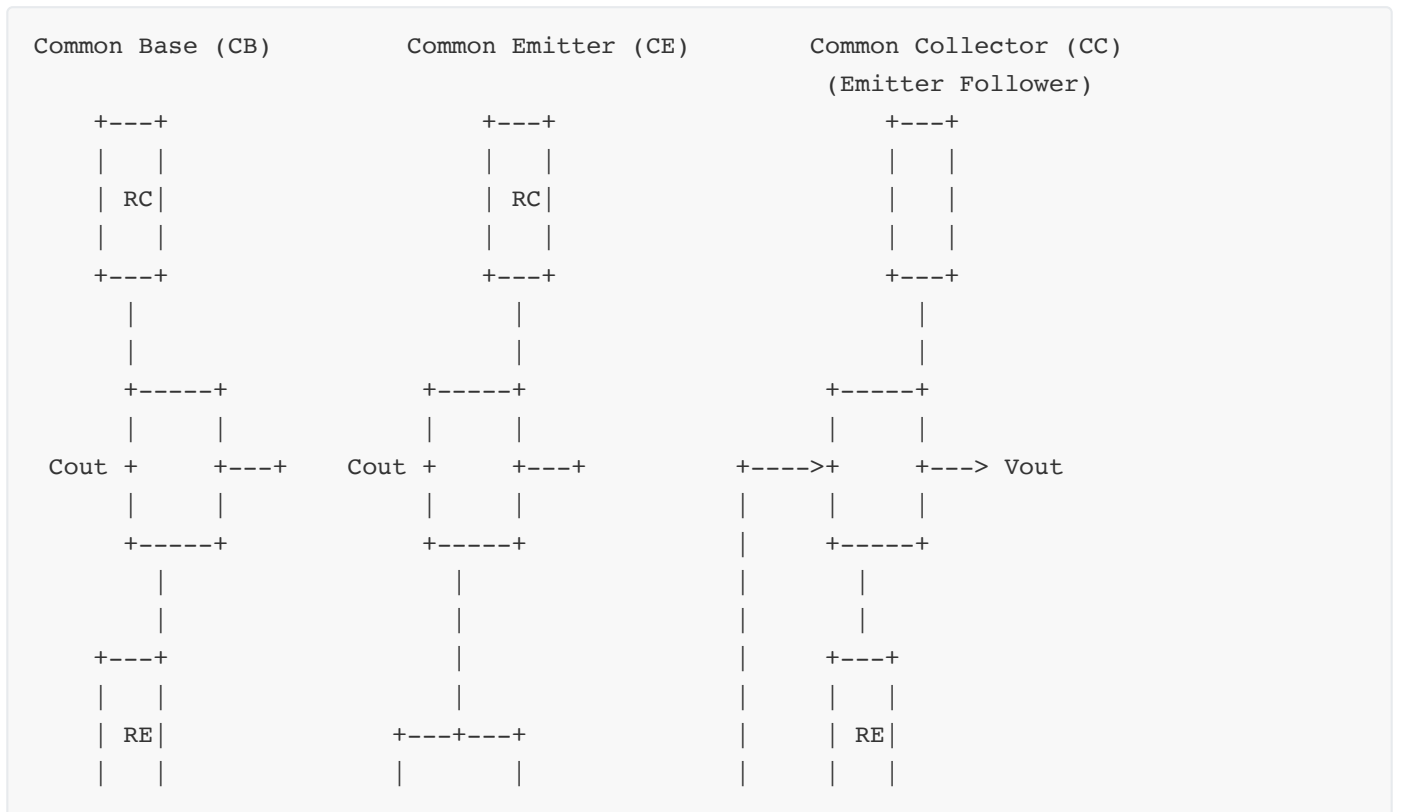 Common Base (CB) Common Emitter (CE) Common Collector (CC)
(Emitter Follower)
+---+ +---+ +---+
| | | | | |
| RC| | RC| | |
| | | | | |
+---+ +---+ +---+
| | |
| | |
+-----+ +-----+ +-----+
| | | | | |
Cout + +---+ Cout + +---+ +---->+ +---> Vout
| | | | | | |
+-----+ +-----+ | +-----+
| | | |
| | | |
+---+ | | +---+
| | | | | |
| RE| +---+---+ | | RE|
| | | | | | |